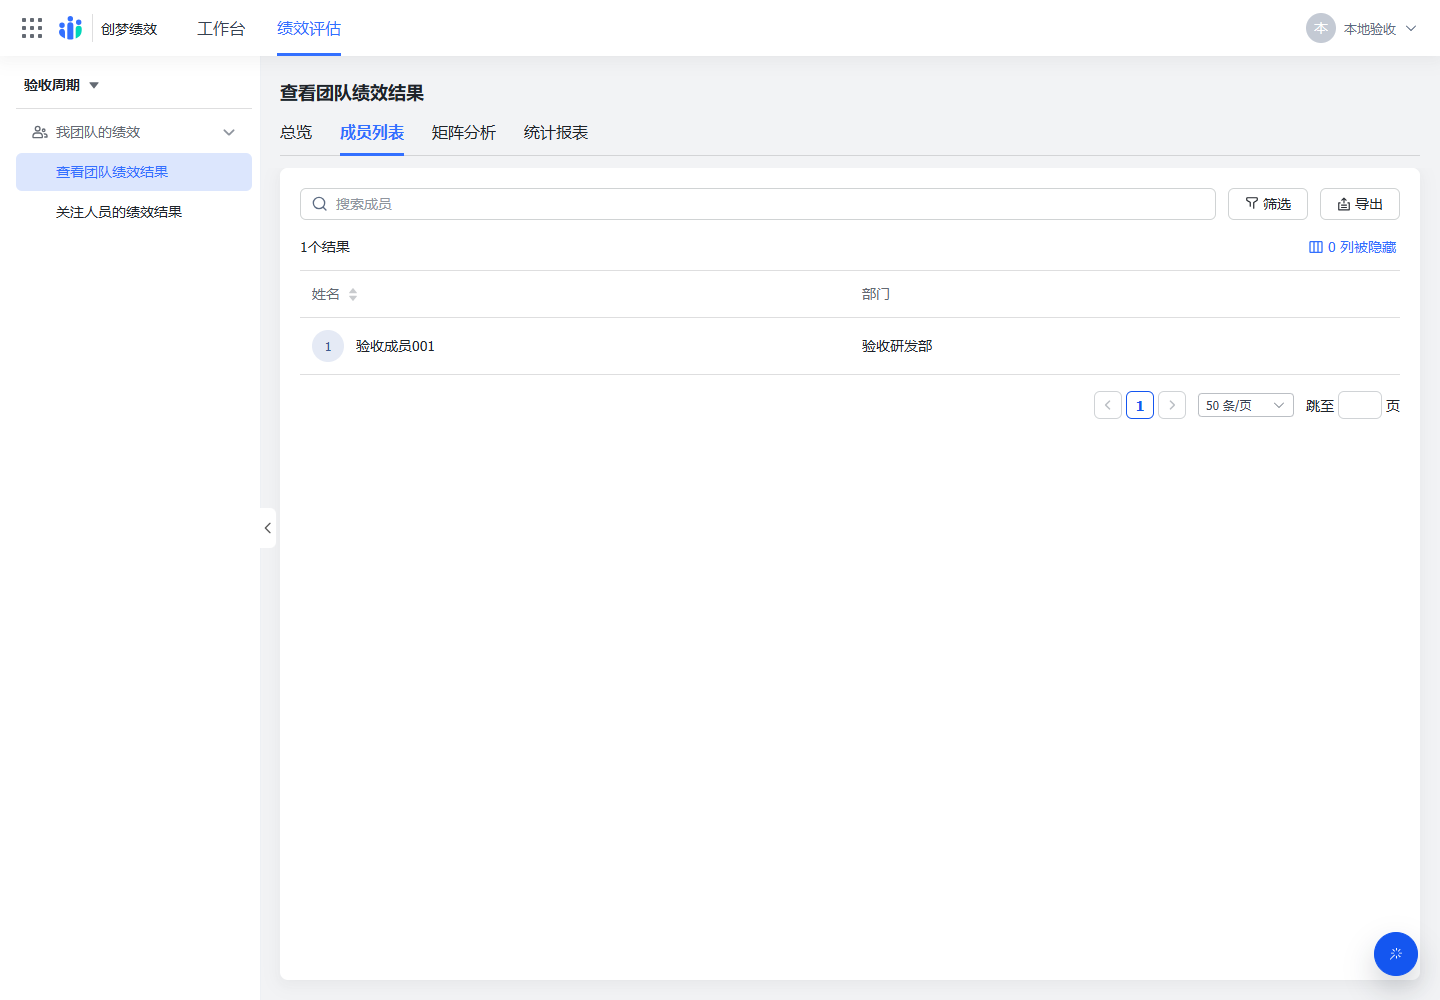 创梦绩效 工作台 绩效评估 本 本地验收
验收周期
我团队的绩效
查看团队绩效结果
关注人员的绩效结果
查看团队绩效结果
总览 成员列表 矩阵分析 统计报表
搜索成员 筛选 导出
1个结果 0 列被隐藏
姓名 部门
1 验收成员001 验收研发部
1 50 条/页 跳至 页